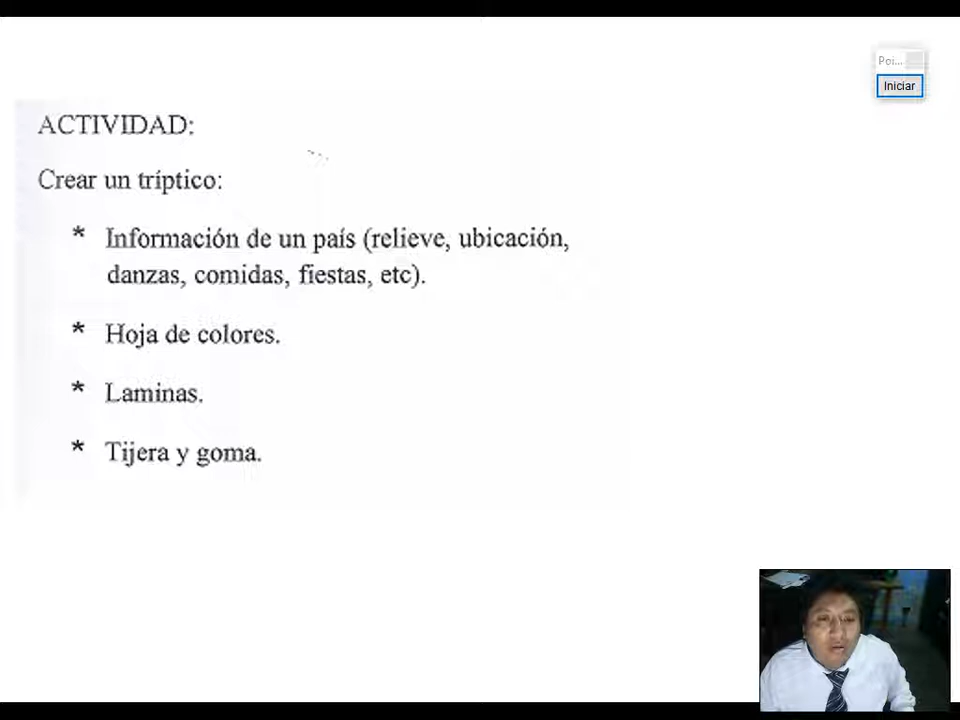 Poi...
Iniciar
ACTIVIDAD:
Crear un tríptico:
* Información de un país (relieve, ubicación,
danzas, comidas, fiestas, etc).
* Hoja de colores.
* Laminas.
* Tijera y goma.